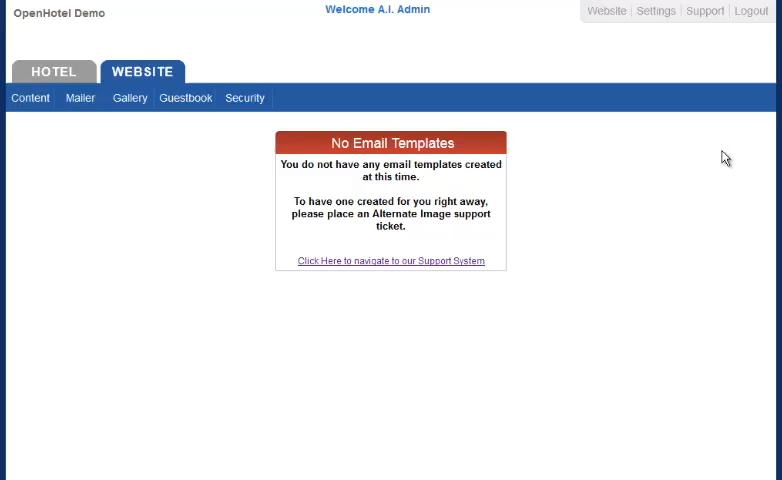 OpenHotel Demo
Welcome A.I. Admin
Website Settings Support Logout
HOTEL WEBSITE
Content Mailer Gallery Guestbook Security
No Email Templates
You do not have any email templates created
at this time.
To have one created for you right away,
please place an Alternate Image support
ticket.
Click Here to navigate to our Support System